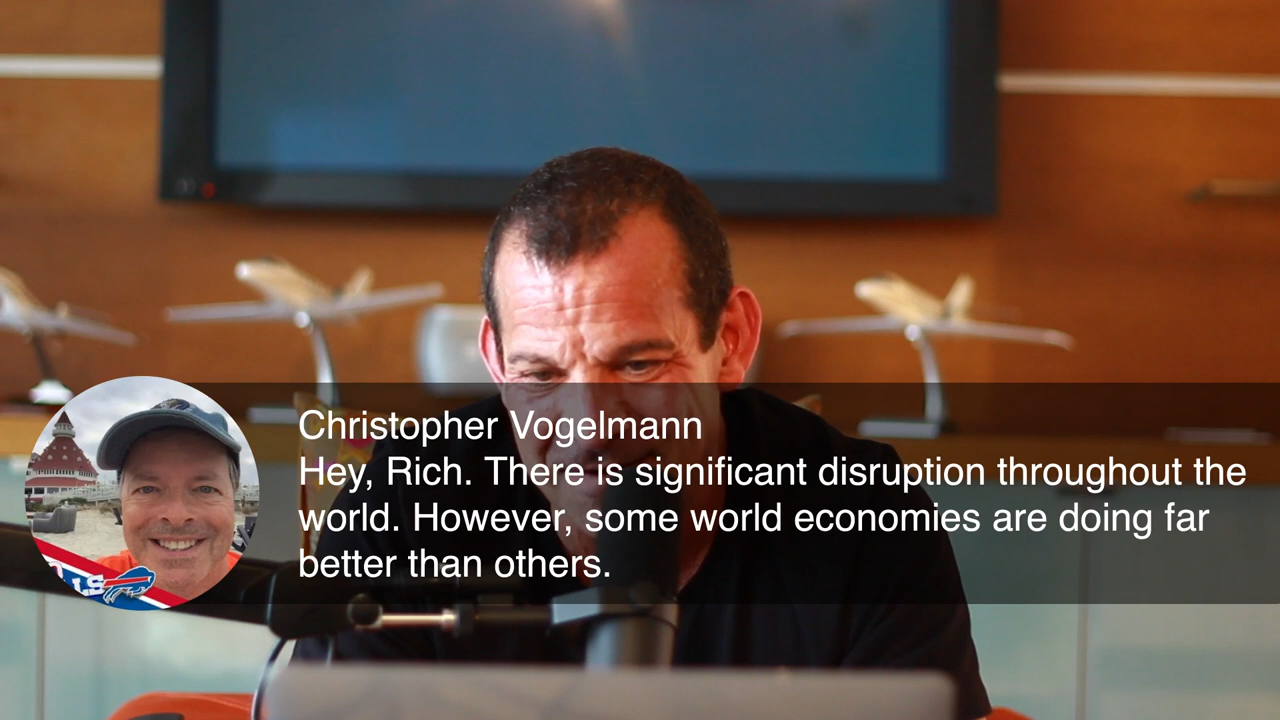 Christopher Vogelmann
Hey, Rich. There is significant disruption throughout the
world. However, some world economies are doing far
better than others.